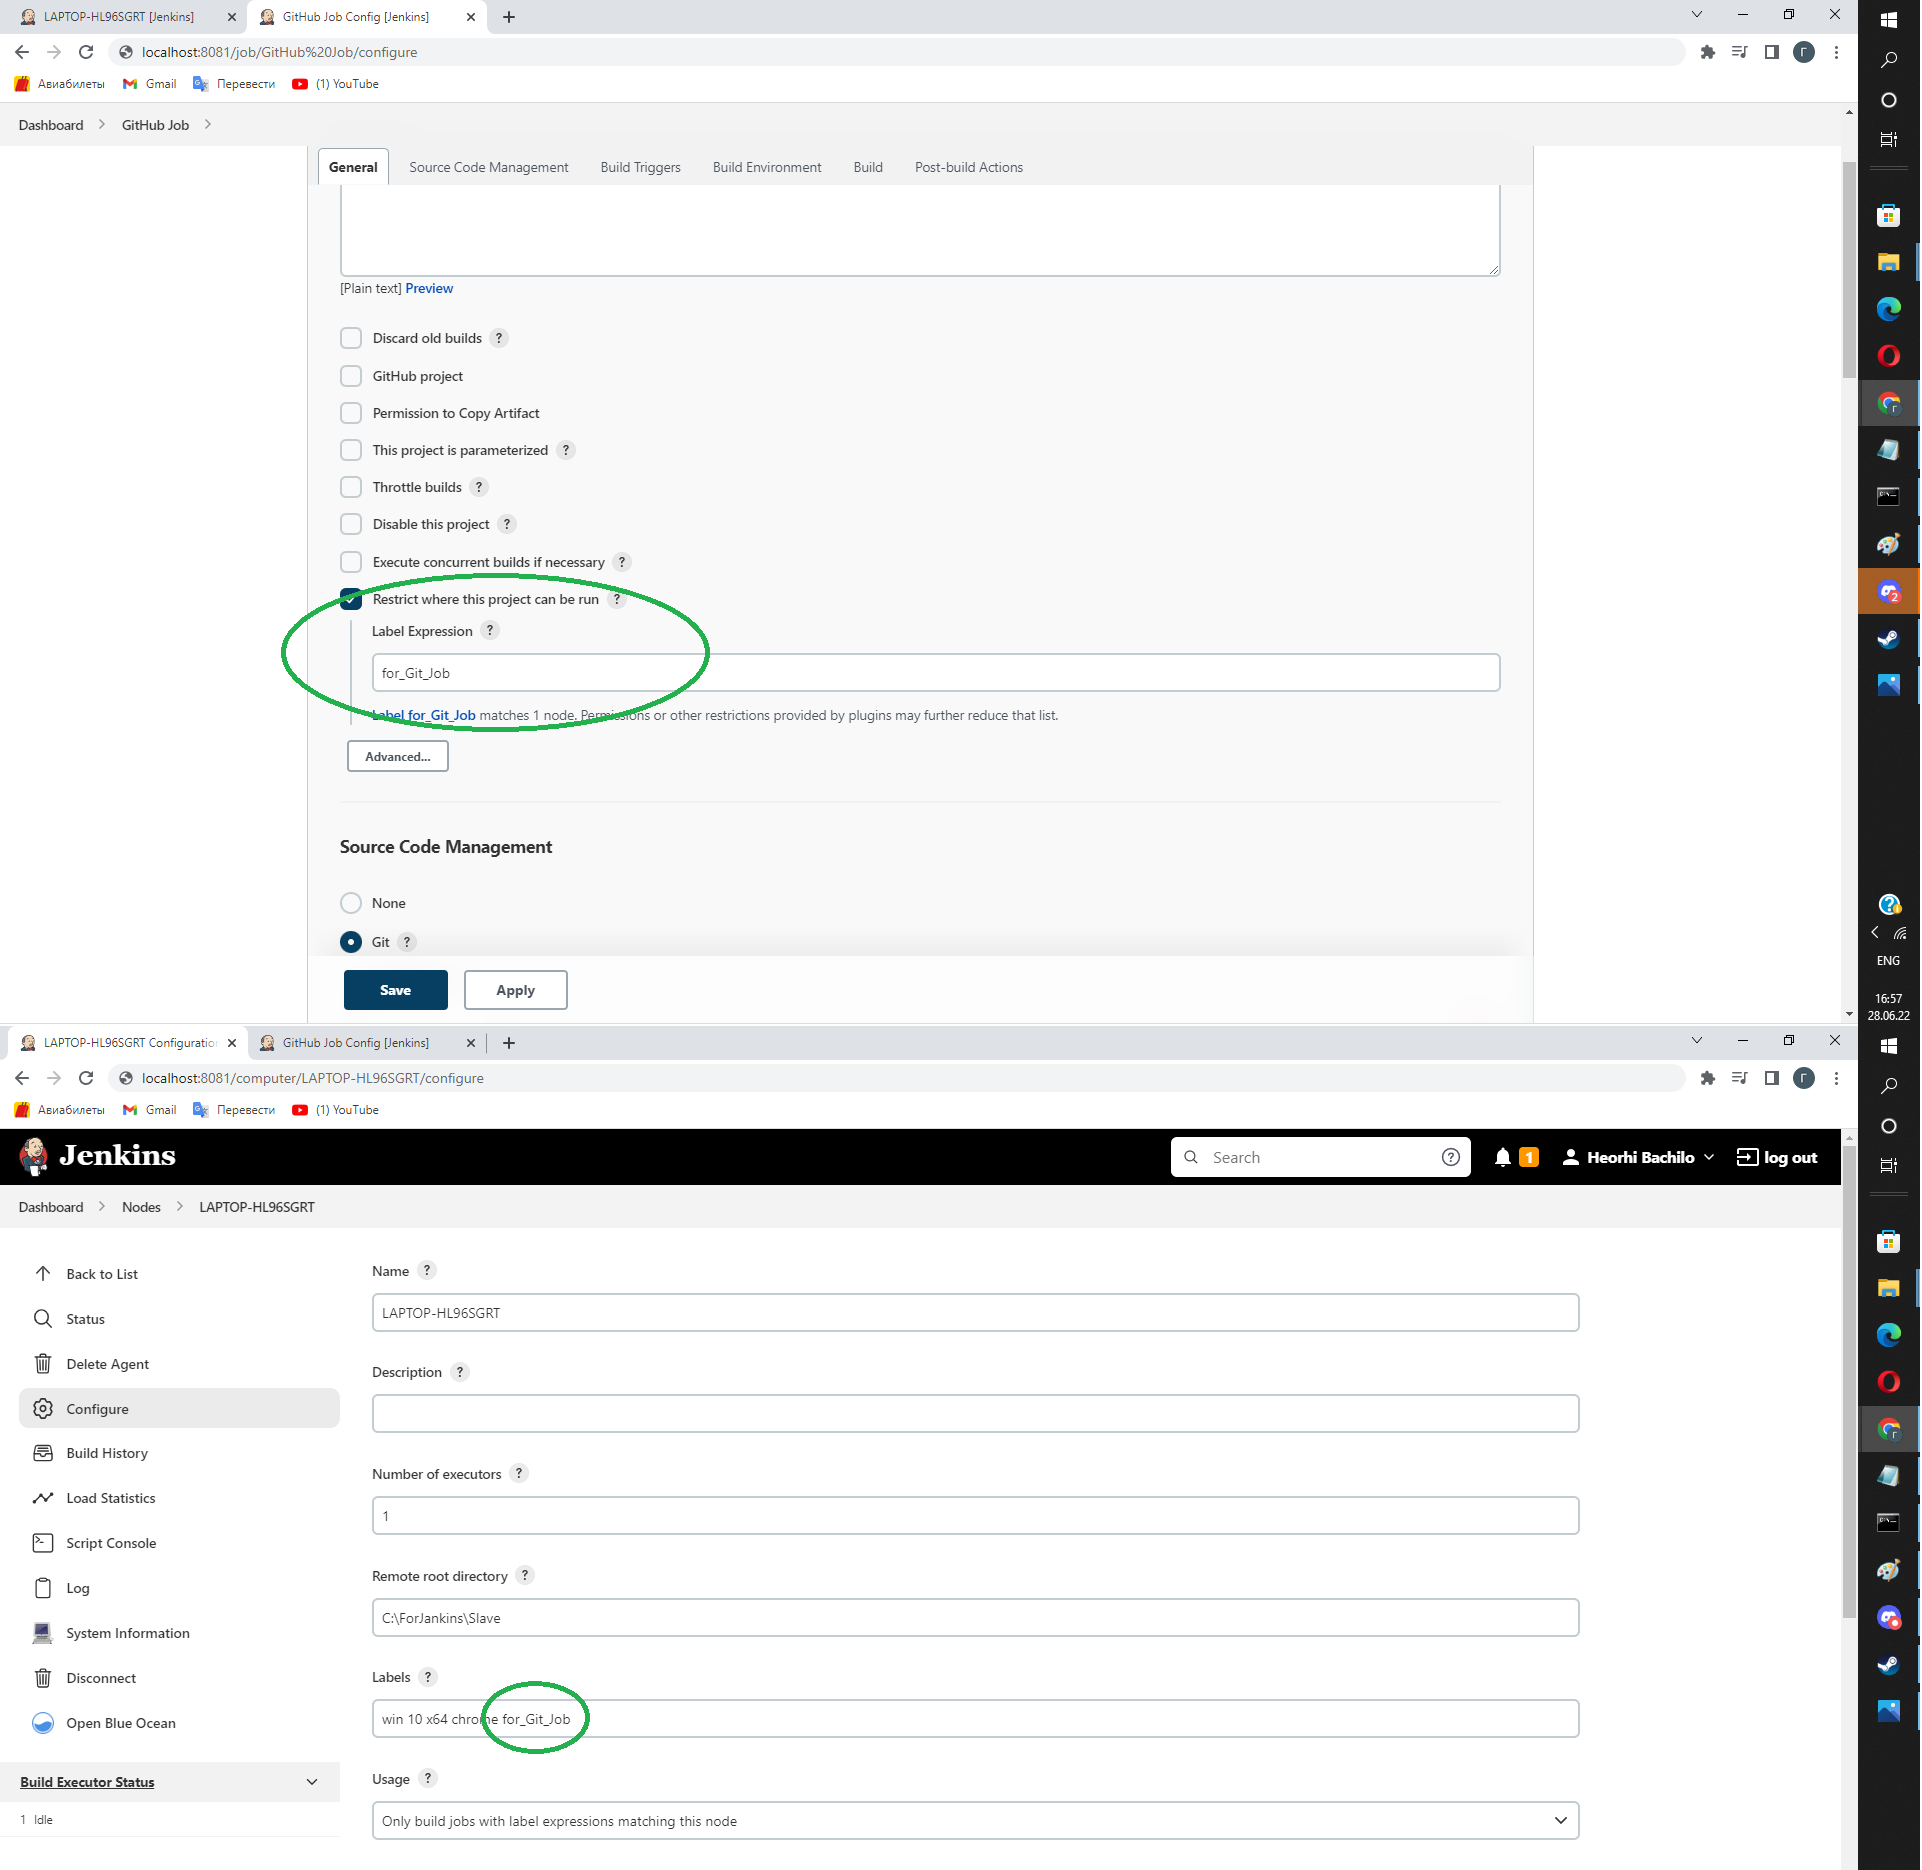 LAPTOP-HL96SGRT [Jenkins]
GitHub Job Config [Jenkins]
localhost:8081/job/GitHub%20Job/configure
Г
Авиабилеты
Gmail
Перевести
(1) YouTube
Dashboard
GitHub Job
General
Source Code Management
Build Triggers
Build Environment
Build
Post-build Actions
[Plain text] Preview
Discard old builds ?
GitHub project
Permission to Copy Artifact
This project is parameterized ?
Throttle builds ?
Disable this project ?
Execute concurrent builds if necessary ?
Restrict where this project can be run ?
Label Expression ?
for_Git_Job
Label for_Git_Job matches 1 node. Permissions or other restrictions provided by plugins may further reduce that list.
Advanced...
Source Code Management
None
Git ?
Save
Apply
2
ENG
16:57
28.06.22
LAPTOP-HL96SGRT Configuratio
GitHub Job Config [Jenkins]
localhost:8081/computer/LAPTOP-HL96SGRT/configure
Г
Авиабилеты
Gmail
Перевести
(1) YouTube
Jenkins
Search
1
Heorhi Bachilo
log out
Dashboard
Nodes
LAPTOP-HL96SGRT
Back to List
Status
Delete Agent
Configure
Build History
Load Statistics
Script Console
Log
System Information
Disconnect
Open Blue Ocean
Build Executor Status
1 Idle
Name ?
LAPTOP-HL96SGRT
Description ?
Number of executors ?
1
Remote root directory ?
C:\ForJankins\Slave
Labels ?
win 10 x64 chrome for_Git_Job
Usage ?
Only build jobs with label expressions matching this node